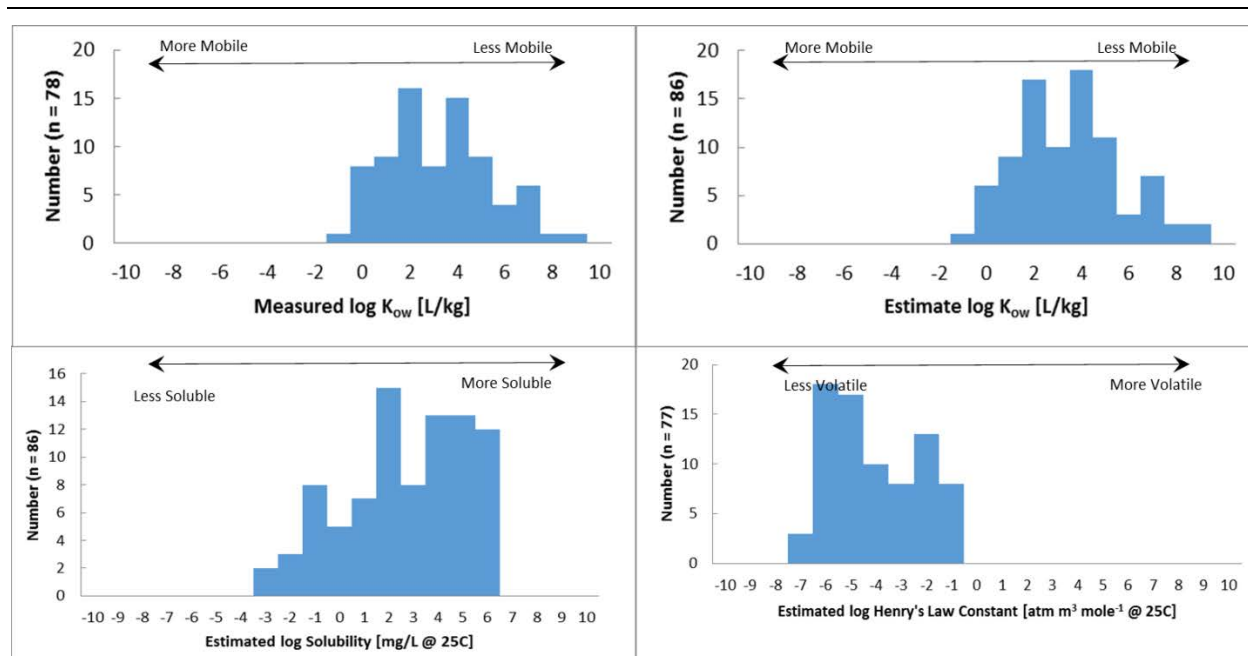 More Mobile
Less Mobile
20
15
10
5
0
Number (n = 78)
-10 -8 -6 -4 -2 0 2 4 6 8 10
Measured log Kow [L/kg]
More Mobile
Less Mobile
20
15
10
5
0
Number (n = 86)
-10 -8 -6 -4 -2 0 2 4 6 8 10
Estimate log Kow [L/kg]
Less Soluble
More Soluble
16
14
12
10
8
6
4
2
0
Number (n = 86)
-10 -9 -8 -7 -6 -5 -4 -3 -2 -1 0 1 2 3 4 5 6 7 8 9 10
Estimated log Solubility [mg/L @ 25C]
Less Volatile
More Volatile
20
15
10
5
0
Number (n = 77)
-10 -9 -8 -7 -6 -5 -4 -3 -2 -1 0 1 2 3 4 5 6 7 8 9 10
Estimated log Henry's Law Constant [atm m³ mole⁻¹ @ 25C]